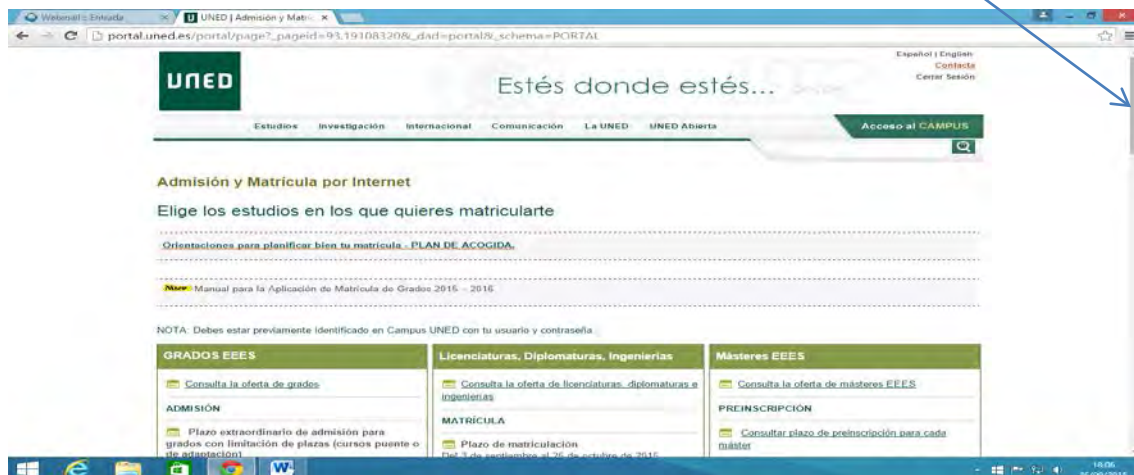 Webmail :: Entrada
UNED | Admisión y Matr
portal.uned.es/portal/page?_pageid=93,19108320&_dad=portal&_schema=PORTAL
Español | English
Contacta
Cerrar Sesión
UNED
Estés donde estés...
Estudios Investigación Internacional Comunicación La UNED UNED Abierta
Acceso al CAMPUS
Admisión y Matrícula por Internet
Elige los estudios en los que quieres matricularte
Orientaciones para planificar bien tu matrícula - PLAN DE ACOGIDA.
Nuevo Manual para la Aplicación de Matrícula de Grados 2015 - 2016
NOTA: Debes estar previamente identificado en Campus UNED con tu usuario y contraseña
GRADOS EEES
Consulta la oferta de grados
ADMISIÓN
Plazo extraordinario de admisión para
grados con limitación de plazas (cursos puente o
de adaptación)
Licenciaturas, Diplomaturas, Ingenierías
Consulta la oferta de licenciaturas, diplomaturas e
ingenierías
MATRÍCULA
Plazo de matriculación
Del 3 de septiembre al 26 de octubre de 2015
Másteres EEES
Consulta la oferta de másteres EEES
PREINSCRIPCIÓN
Consultar plazo de preinscripción para cada
máster
18:06